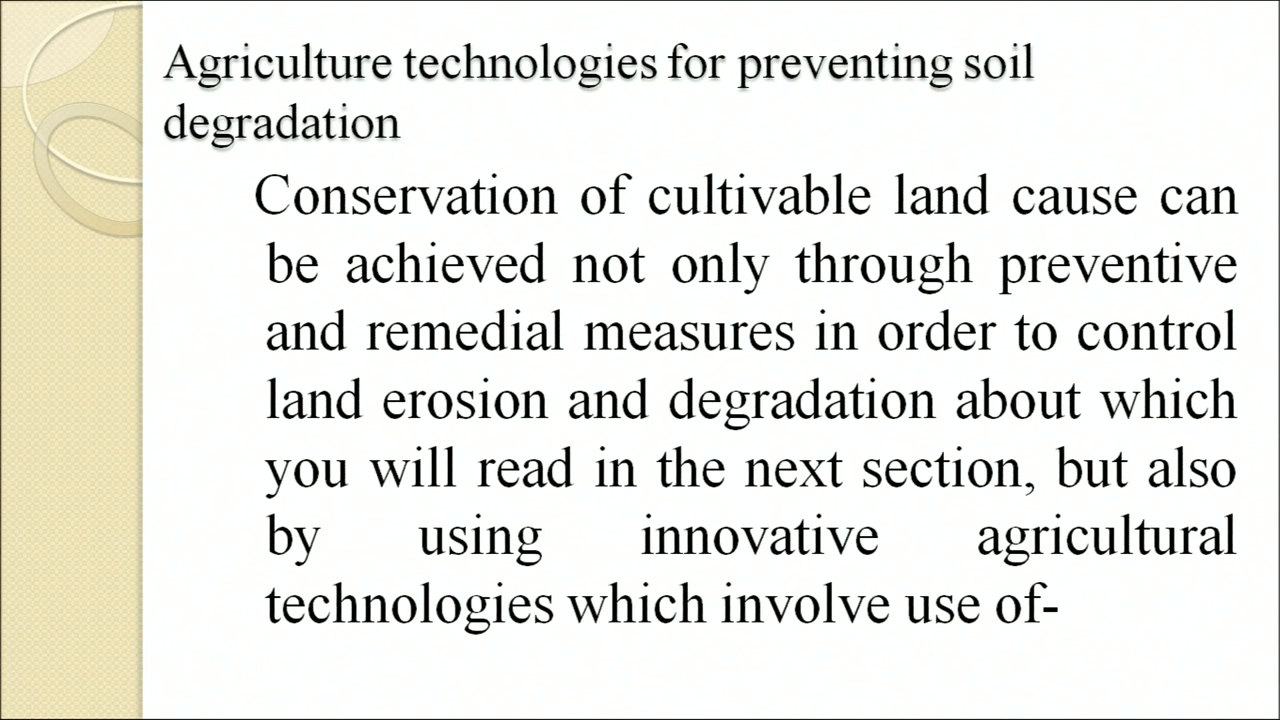 Agriculture technologies for preventing soil
degradation
Conservation of cultivable land cause can
be achieved not only through preventive
and remedial measures in order to control
land erosion and degradation about which
you will read in the next section, but also
by using innovative agricultural
technologies which involve use of-